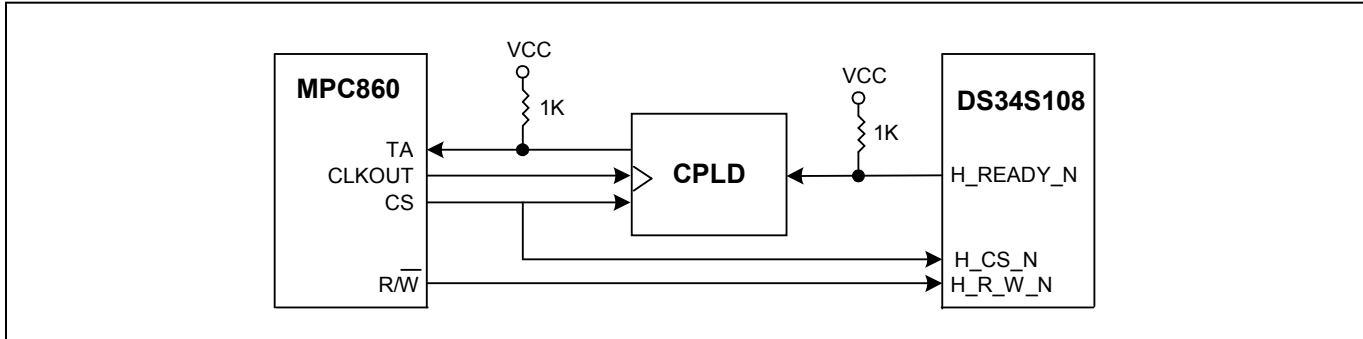 MPC860
VCC
1K
VCC
1K
DS34S108
TA
CLKOUT
CS
R/W̅
CPLD
H_READY_N
H_CS_N
H_R_W_N